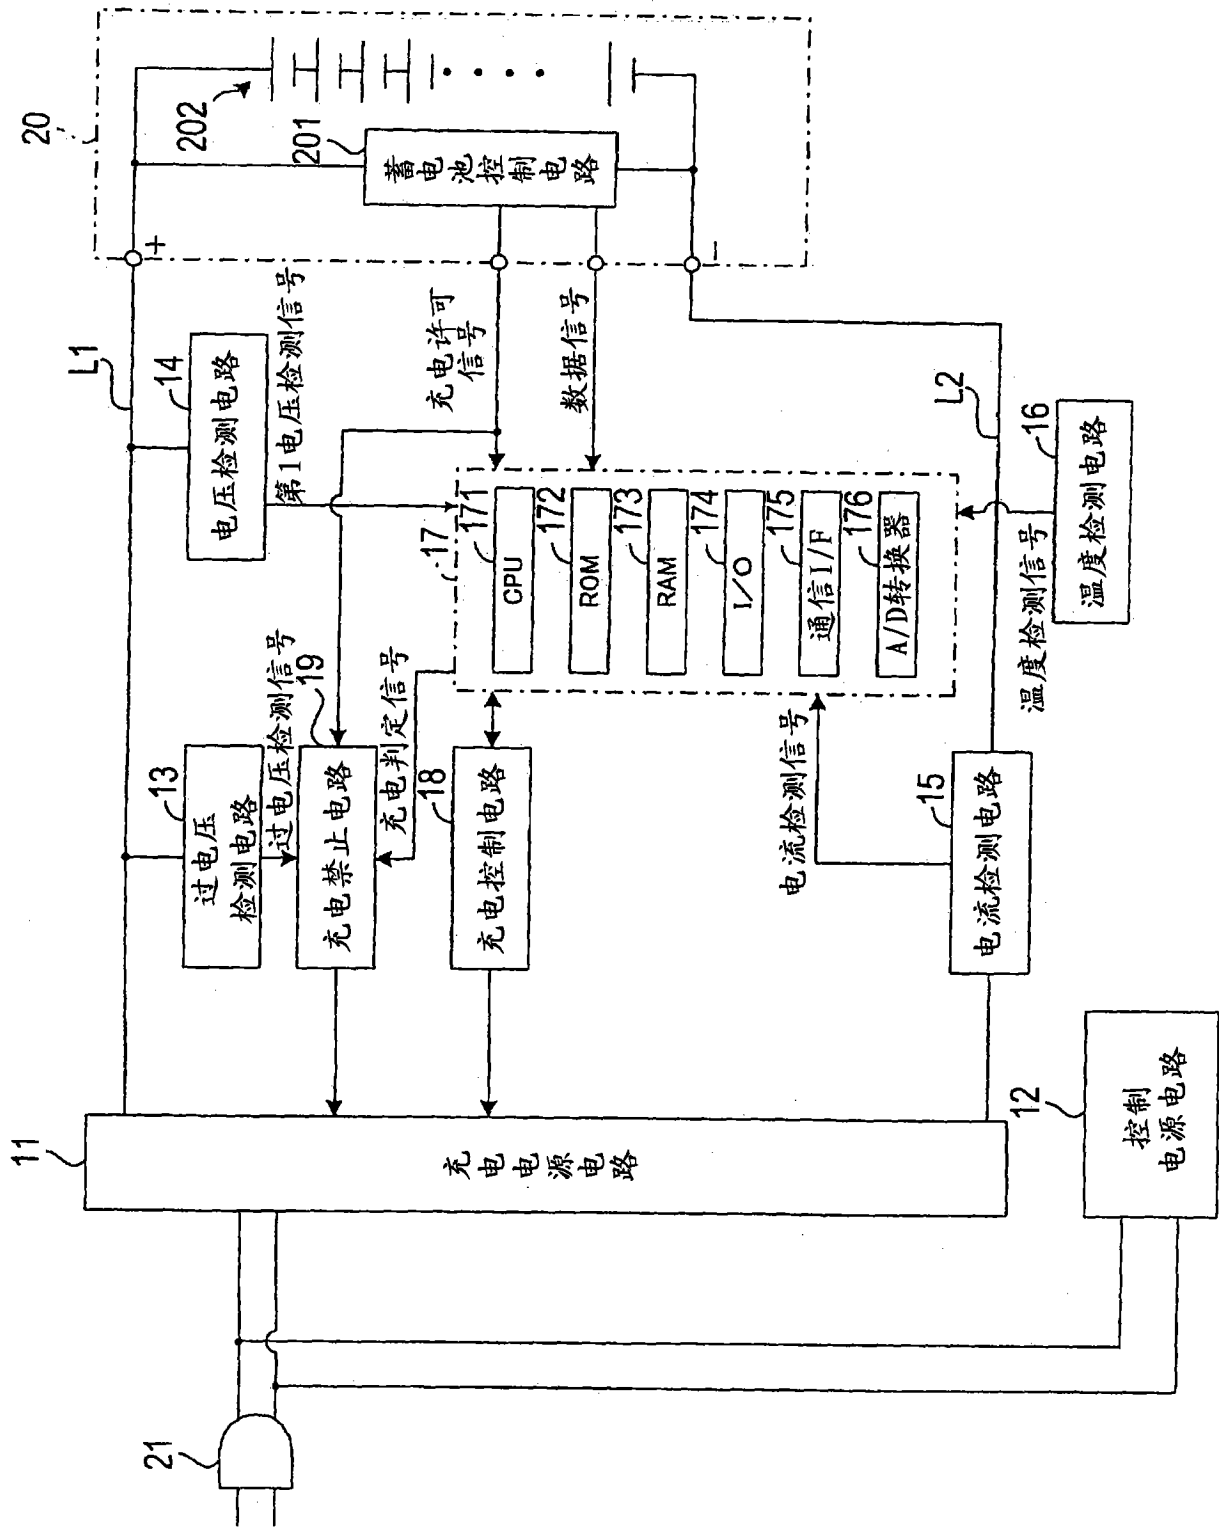 20
202
201
蓄电池控制电路
+
−
L1
14
电压检测电路
第1电压检测信号
充电许可
信号
数据信号
L2
16
温度检测电路
温度检测信号
17
171
CPU
172
ROM
173
RAM
174
I/O
175
通信I/F
176
A/D转换器
13
过电压
检测电路
过电压检测信号
19
充电禁止电路
充电判定信号
18
充电控制电路
电流检测信号
15
电流检测电路
11
充电电源电路
12
控制
电源电路
21